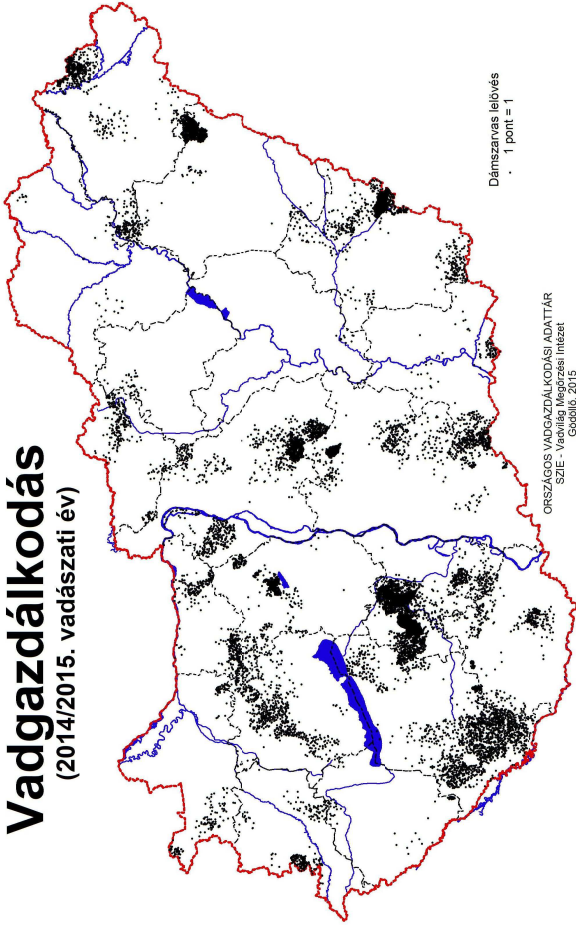 Vadgazdálkodás
(2014/2015. vadászati év)
Dámszarvas lelövés
• 1 pont = 1
ORSZÁGOS VADGAZDÁLKODÁSI ADATTÁR
SZIE - Vadvilág Megőrzési Intézet
Gödöllő, 2015